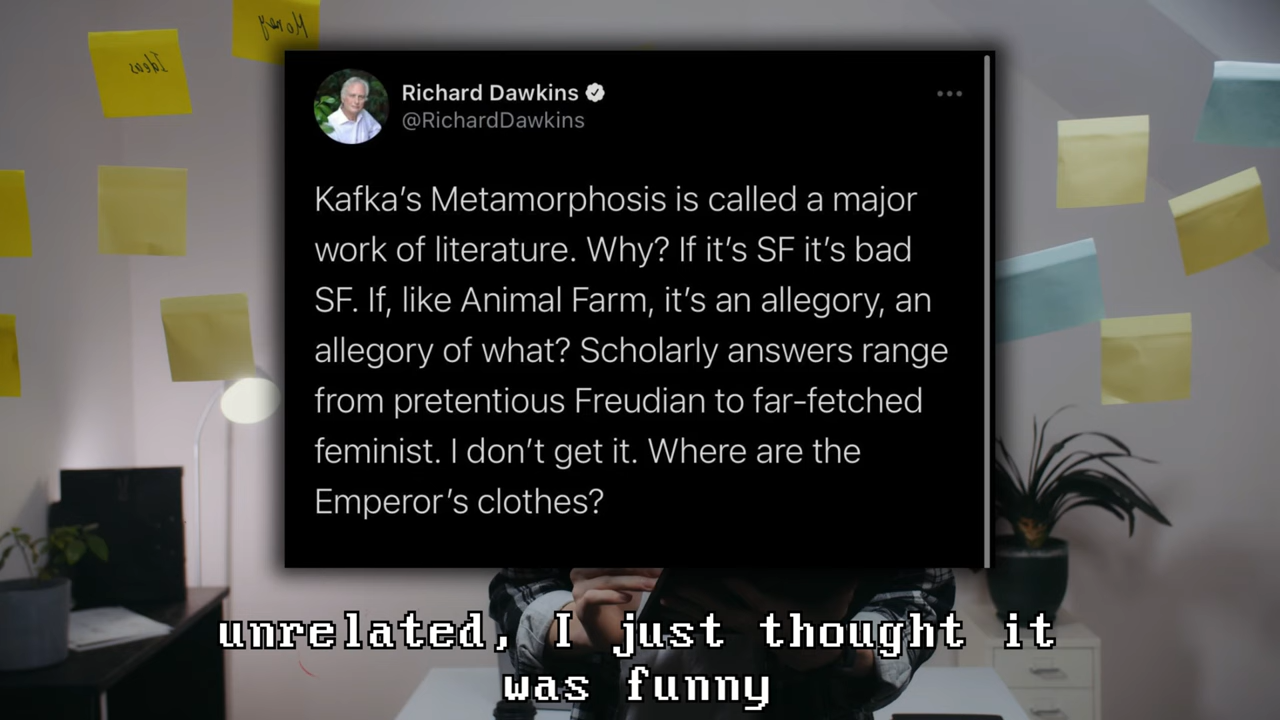 Money
Ideas
Richard Dawkins
@RichardDawkins
Kafka’s Metamorphosis is called a major
work of literature. Why? If it’s SF it’s bad
SF. If, like Animal Farm, it’s an allegory, an
allegory of what? Scholarly answers range
from pretentious Freudian to far-fetched
feminist. I don’t get it. Where are the
Emperor’s clothes?
unrelated, I just thought it
was funny